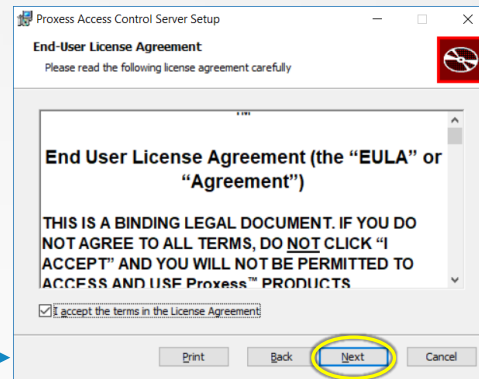 Proxess Access Control Server Setup
End-User License Agreement
Please read the following license agreement carefully
End User License Agreement (the “EULA” or
“Agreement”)
THIS IS A BINDING LEGAL DOCUMENT. IF YOU DO
NOT AGREE TO ALL TERMS, DO NOT CLICK “I
ACCEPT” AND YOU WILL NOT BE PERMITTED TO
ACCESS AND USE Proxess™ PRODUCTS
I accept the terms in the License Agreement
Print Back Next Cancel